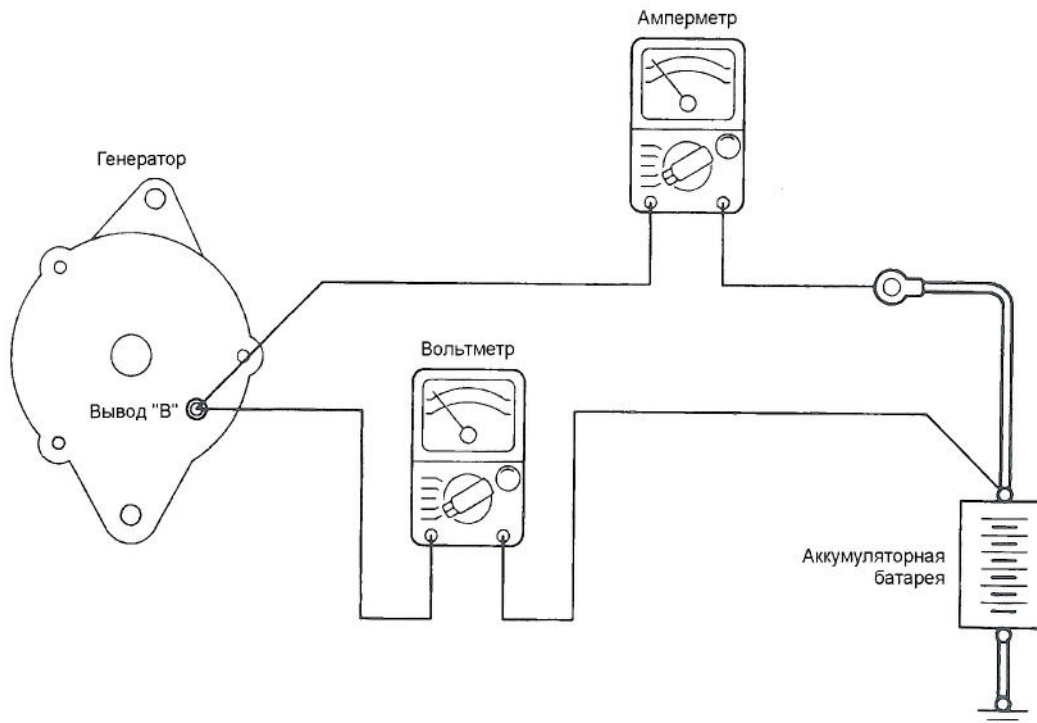 Амперметр
Генератор
Вольтметр
Вывод "В"
Аккумуляторная
батарея